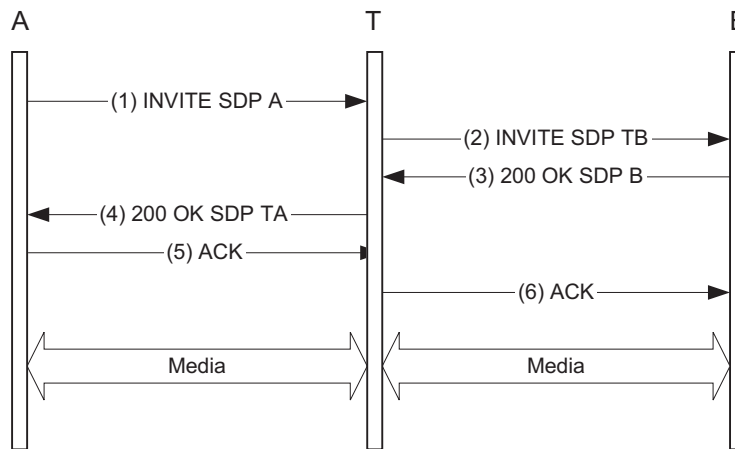 A T B
(1) INVITE SDP A
(2) INVITE SDP TB
(3) 200 OK SDP B
(4) 200 OK SDP TA
(5) ACK
(6) ACK
Media Media